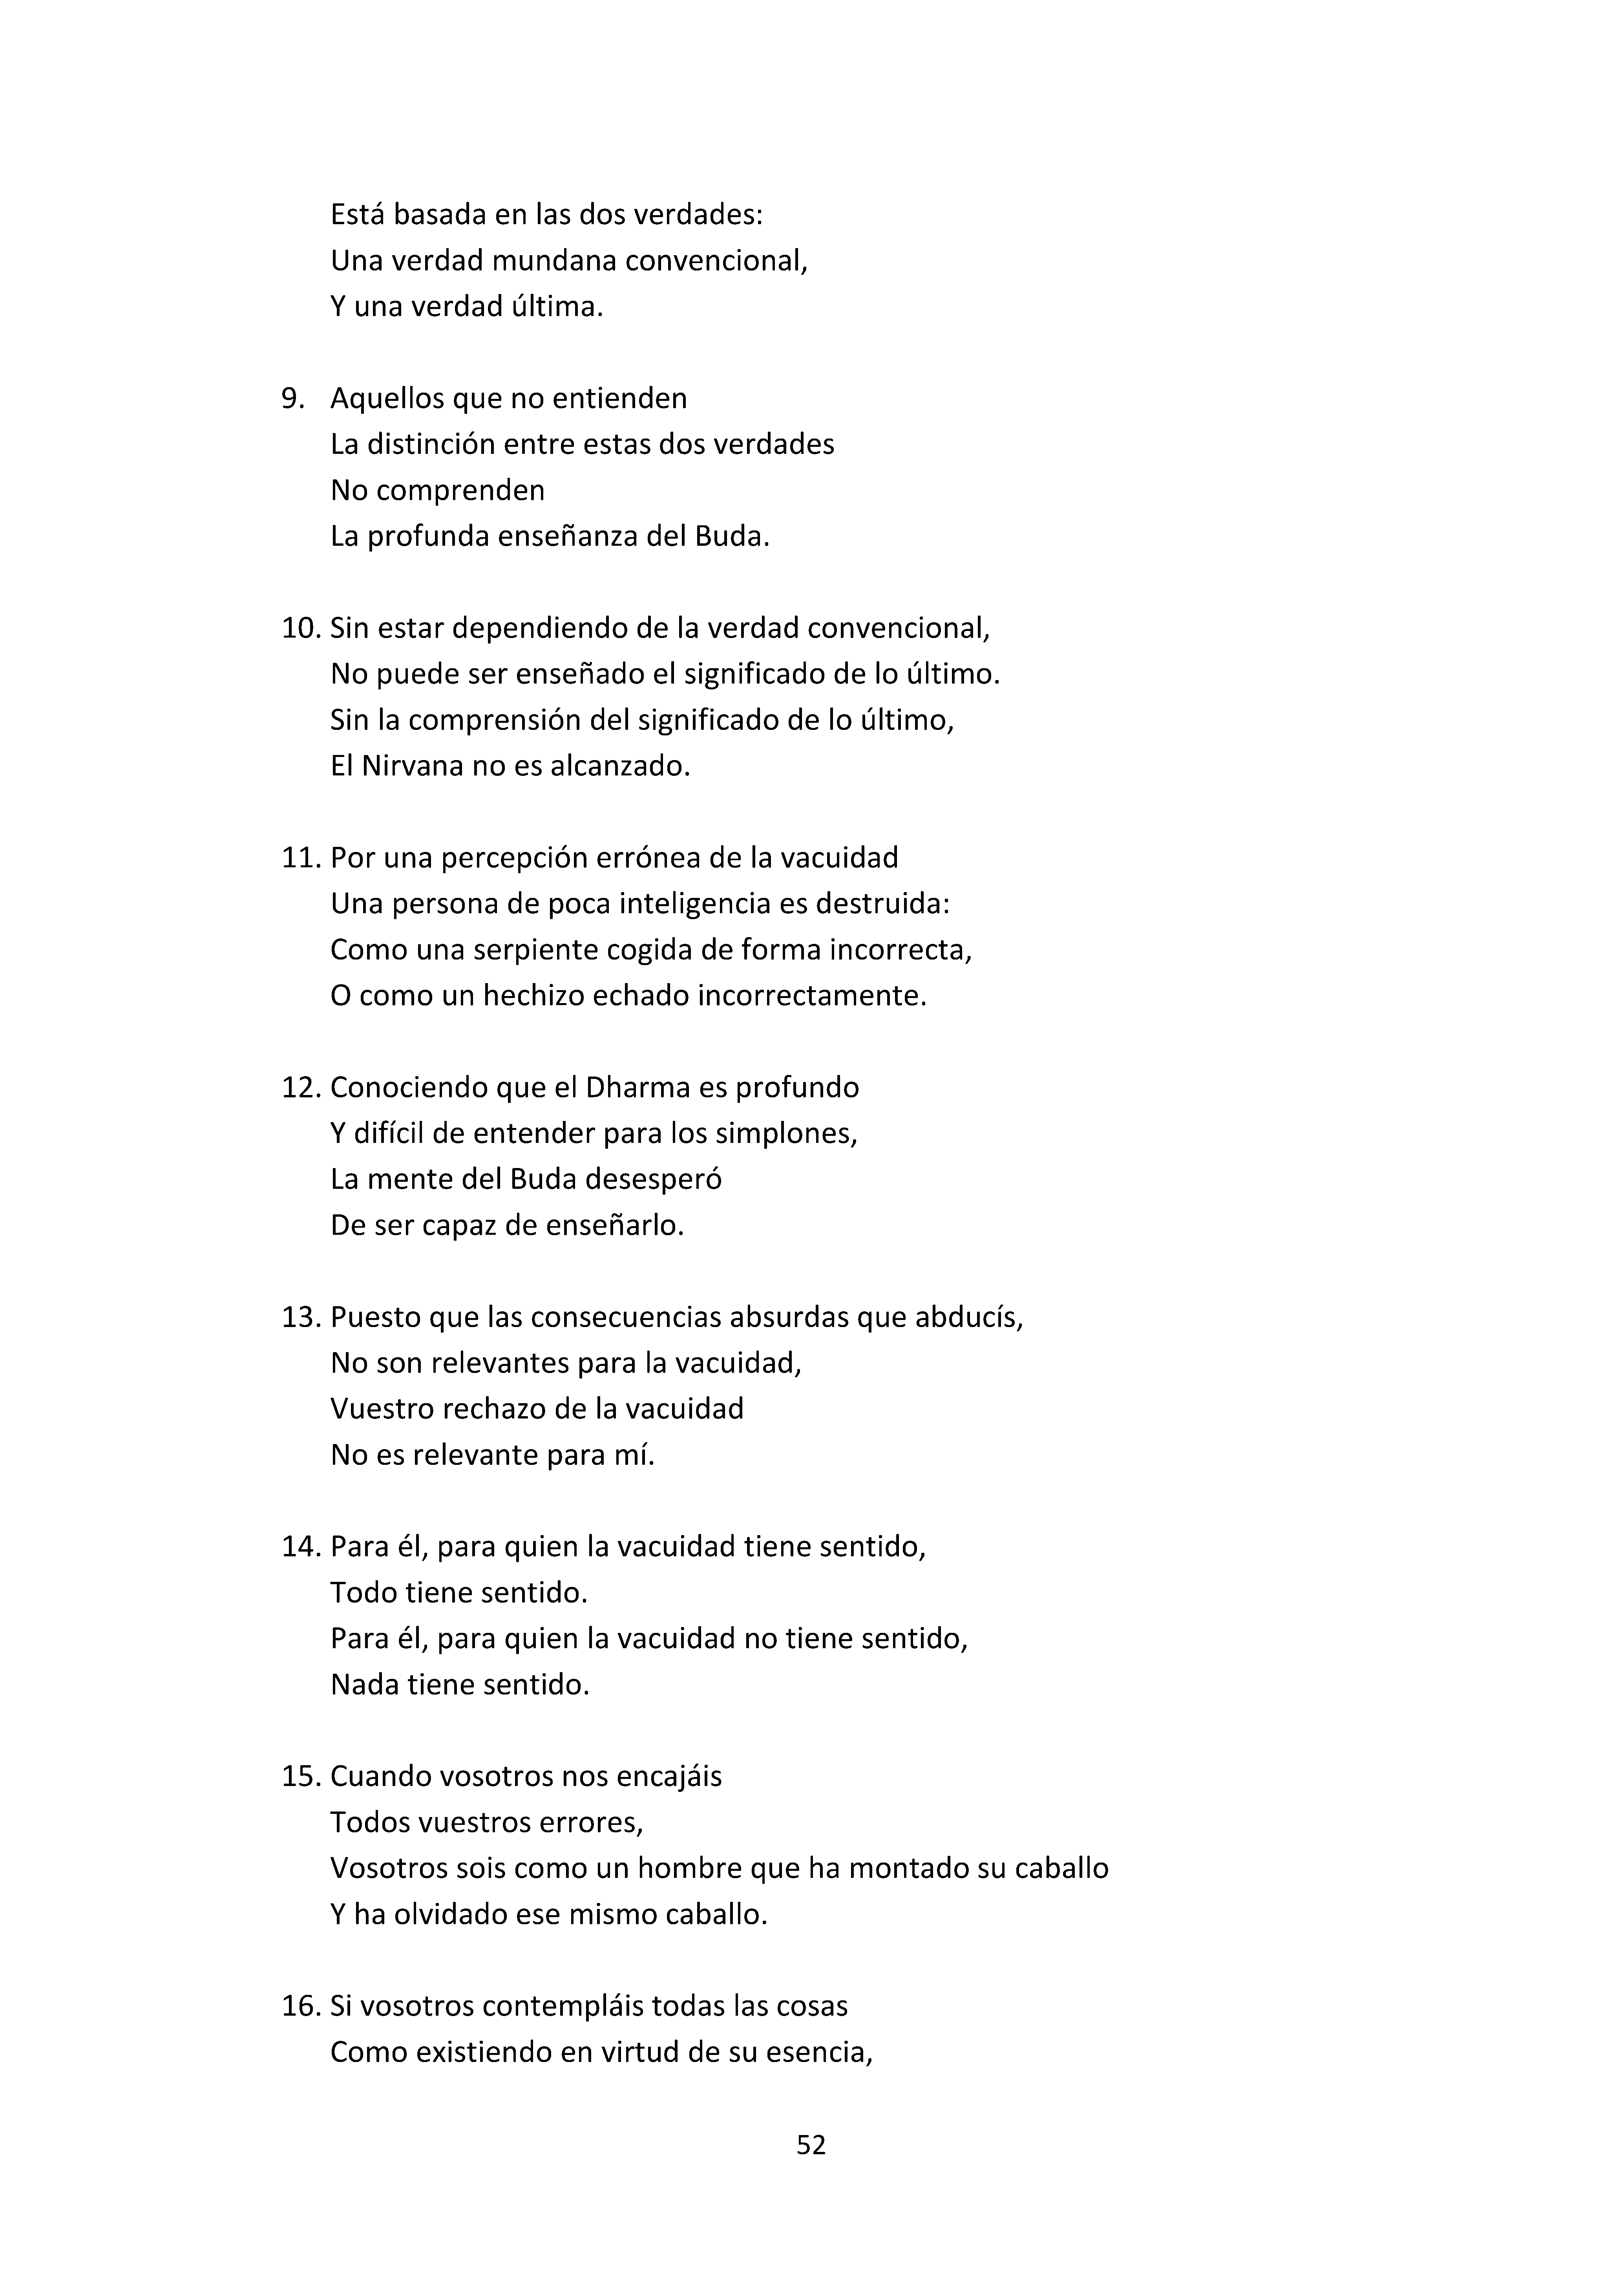 Está basada en las dos verdades:
Una verdad mundana convencional,
Y una verdad última.
9. Aquellos que no entienden
La distinción entre estas dos verdades
No comprenden
La profunda enseñanza del Buda.
10. Sin estar dependiendo de la verdad convencional,
No puede ser enseñado el significado de lo último.
Sin la comprensión del significado de lo último,
El Nirvana no es alcanzado.
11. Por una percepción errónea de la vacuidad
Una persona de poca inteligencia es destruida:
Como una serpiente cogida de forma incorrecta,
O como un hechizo echado incorrectamente.
12. Conociendo que el Dharma es profundo
Y difícil de entender para los simplones,
La mente del Buda desesperó
De ser capaz de enseñarlo.
13. Puesto que las consecuencias absurdas que abducís,
No son relevantes para la vacuidad,
Vuestro rechazo de la vacuidad
No es relevante para mí.
14. Para él, para quien la vacuidad tiene sentido,
Todo tiene sentido.
Para él, para quien la vacuidad no tiene sentido,
Nada tiene sentido.
15. Cuando vosotros nos encajáis
Todos vuestros errores,
Vosotros sois como un hombre que ha montado su caballo
Y ha olvidado ese mismo caballo.
16. Si vosotros contempláis todas las cosas
Como existiendo en virtud de su esencia,
52